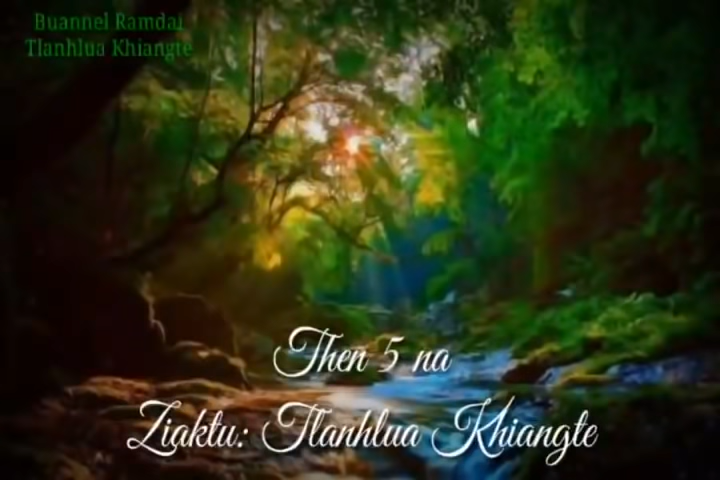 Buannel Ramdai
Tlanhlua Khiangte
Then 5 na
Ziaktu: Tlanhlua Khiangte